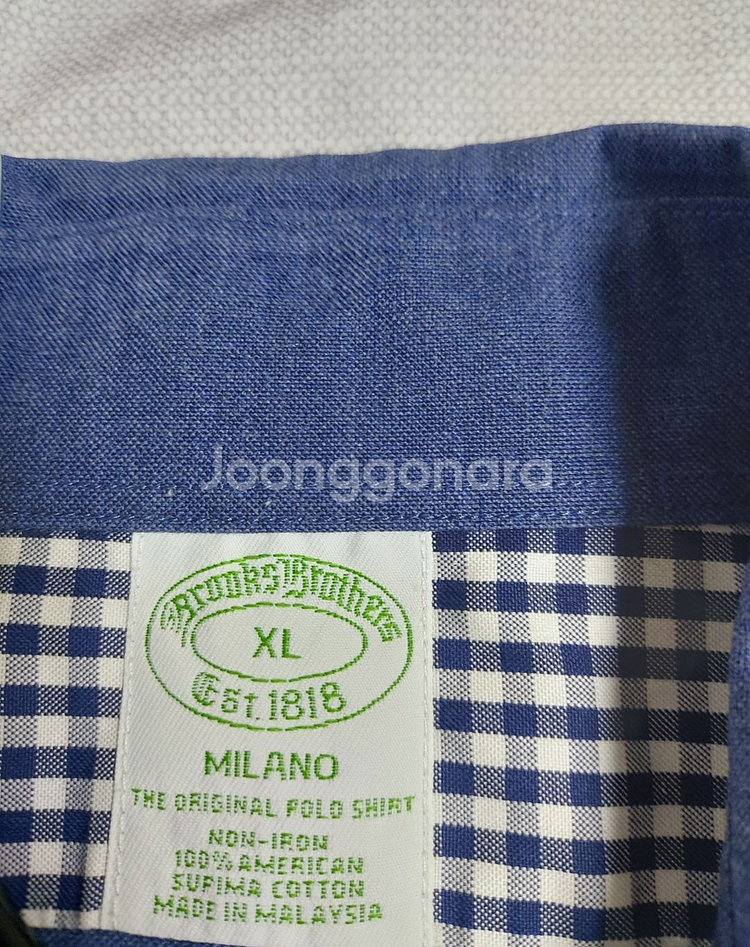 Joonggonara
Brooks Brothers
XL
Est. 1818
MILANO
THE ORIGINAL POLO SHIRT
NON-IRON
100% AMERICAN
SUPIMA COTTON
MADE IN MALAYSIA